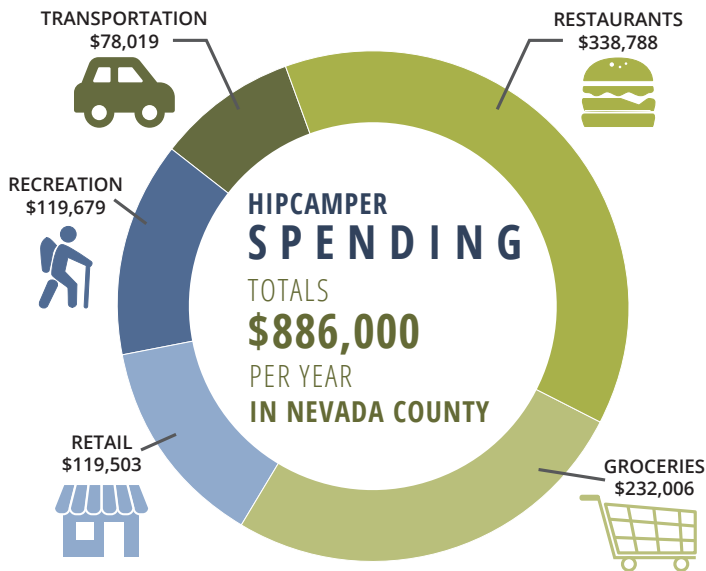 TRANSPORTATION
$78,019
RESTAURANTS
$338,788
RECREATION
$119,679
HIPCAMPER
SPENDING
TOTALS
$886,000
PER YEAR
IN NEVADA COUNTY
RETAIL
$119,503
GROCERIES
$232,006